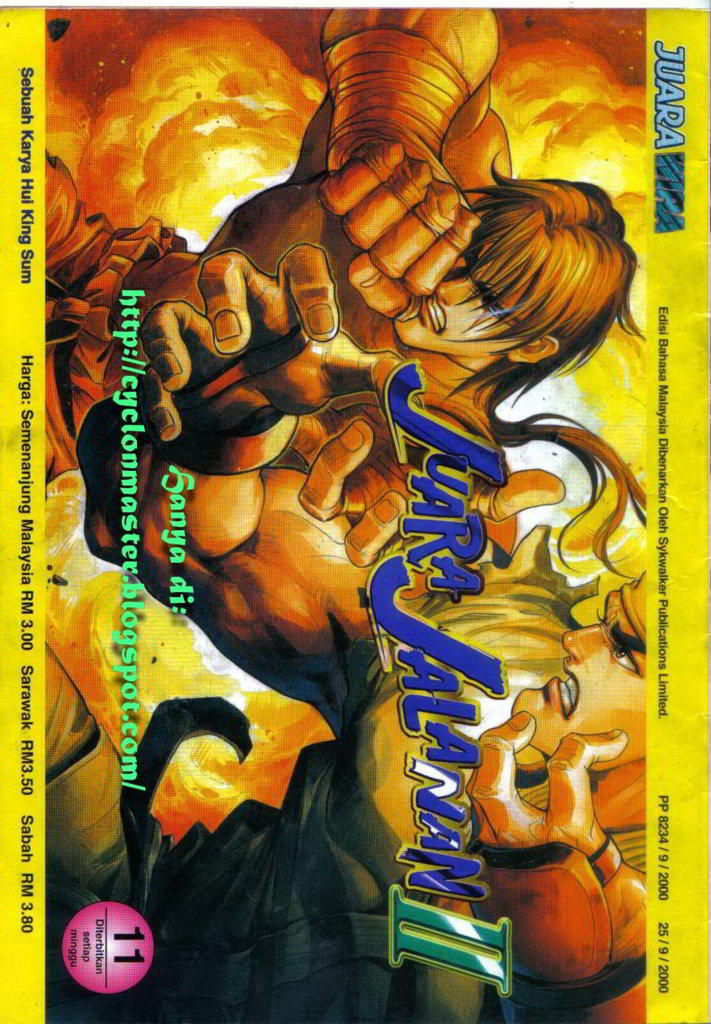 JUARA WIRA
Edisi Bahasa Malaysia Dibenarkan Oleh Sykwalker Publications Limited.
PP 8234 / 9 / 2000
25 / 9 / 2000
JUARA JALANAN II
Hanya di:
http://cyclonmaster.blogspot.com/
11
Diterbitkan
setiap
minggu
Sebuah Karya Hui King Sum
Harga: Semenanjung Malaysia RM 3.00 Sarawak RM3.50 Sabah RM 3.80